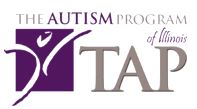 THE AUTISM PROGRAM
of Illinois
TAP